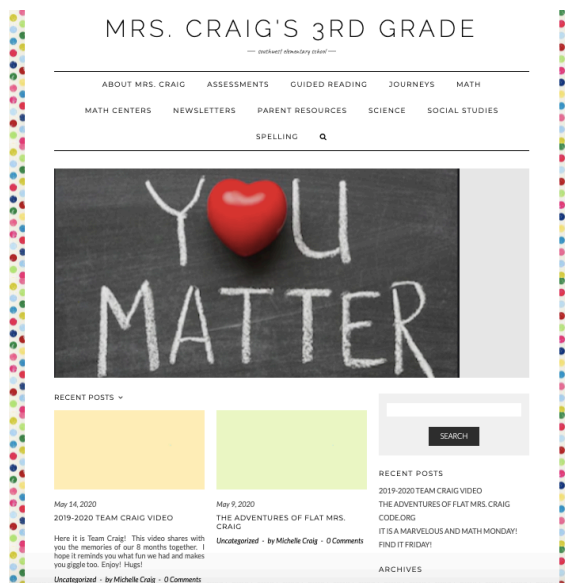 MRS. CRAIG'S 3RD GRADE
southwest elementary school
ABOUT MRS. CRAIG ASSESSMENTS GUIDED READING JOURNEYS MATH
MATH CENTERS NEWSLETTERS PARENT RESOURCES SCIENCE SOCIAL STUDIES
SPELLING
YOU
MATTER
RECENT POSTS
May 14, 2020
2019-2020 TEAM CRAIG VIDEO
Here it is Team Craig! This video shares with
you the memories of our 8 months together. I
hope it reminds you what fun we had and makes
you giggle too. Enjoy! Hugs!
Uncategorized - by Michelle Craig - 0 Comments
May 9, 2020
THE ADVENTURES OF FLAT MRS.
CRAIG
Uncategorized - by Michelle Craig - 0 Comments
SEARCH
RECENT POSTS
2019-2020 TEAM CRAIG VIDEO
THE ADVENTURES OF FLAT MRS. CRAIG
CODE.ORG
IT IS A MARVELOUS AND MATH MONDAY!
FIND IT FRIDAY!
ARCHIVES